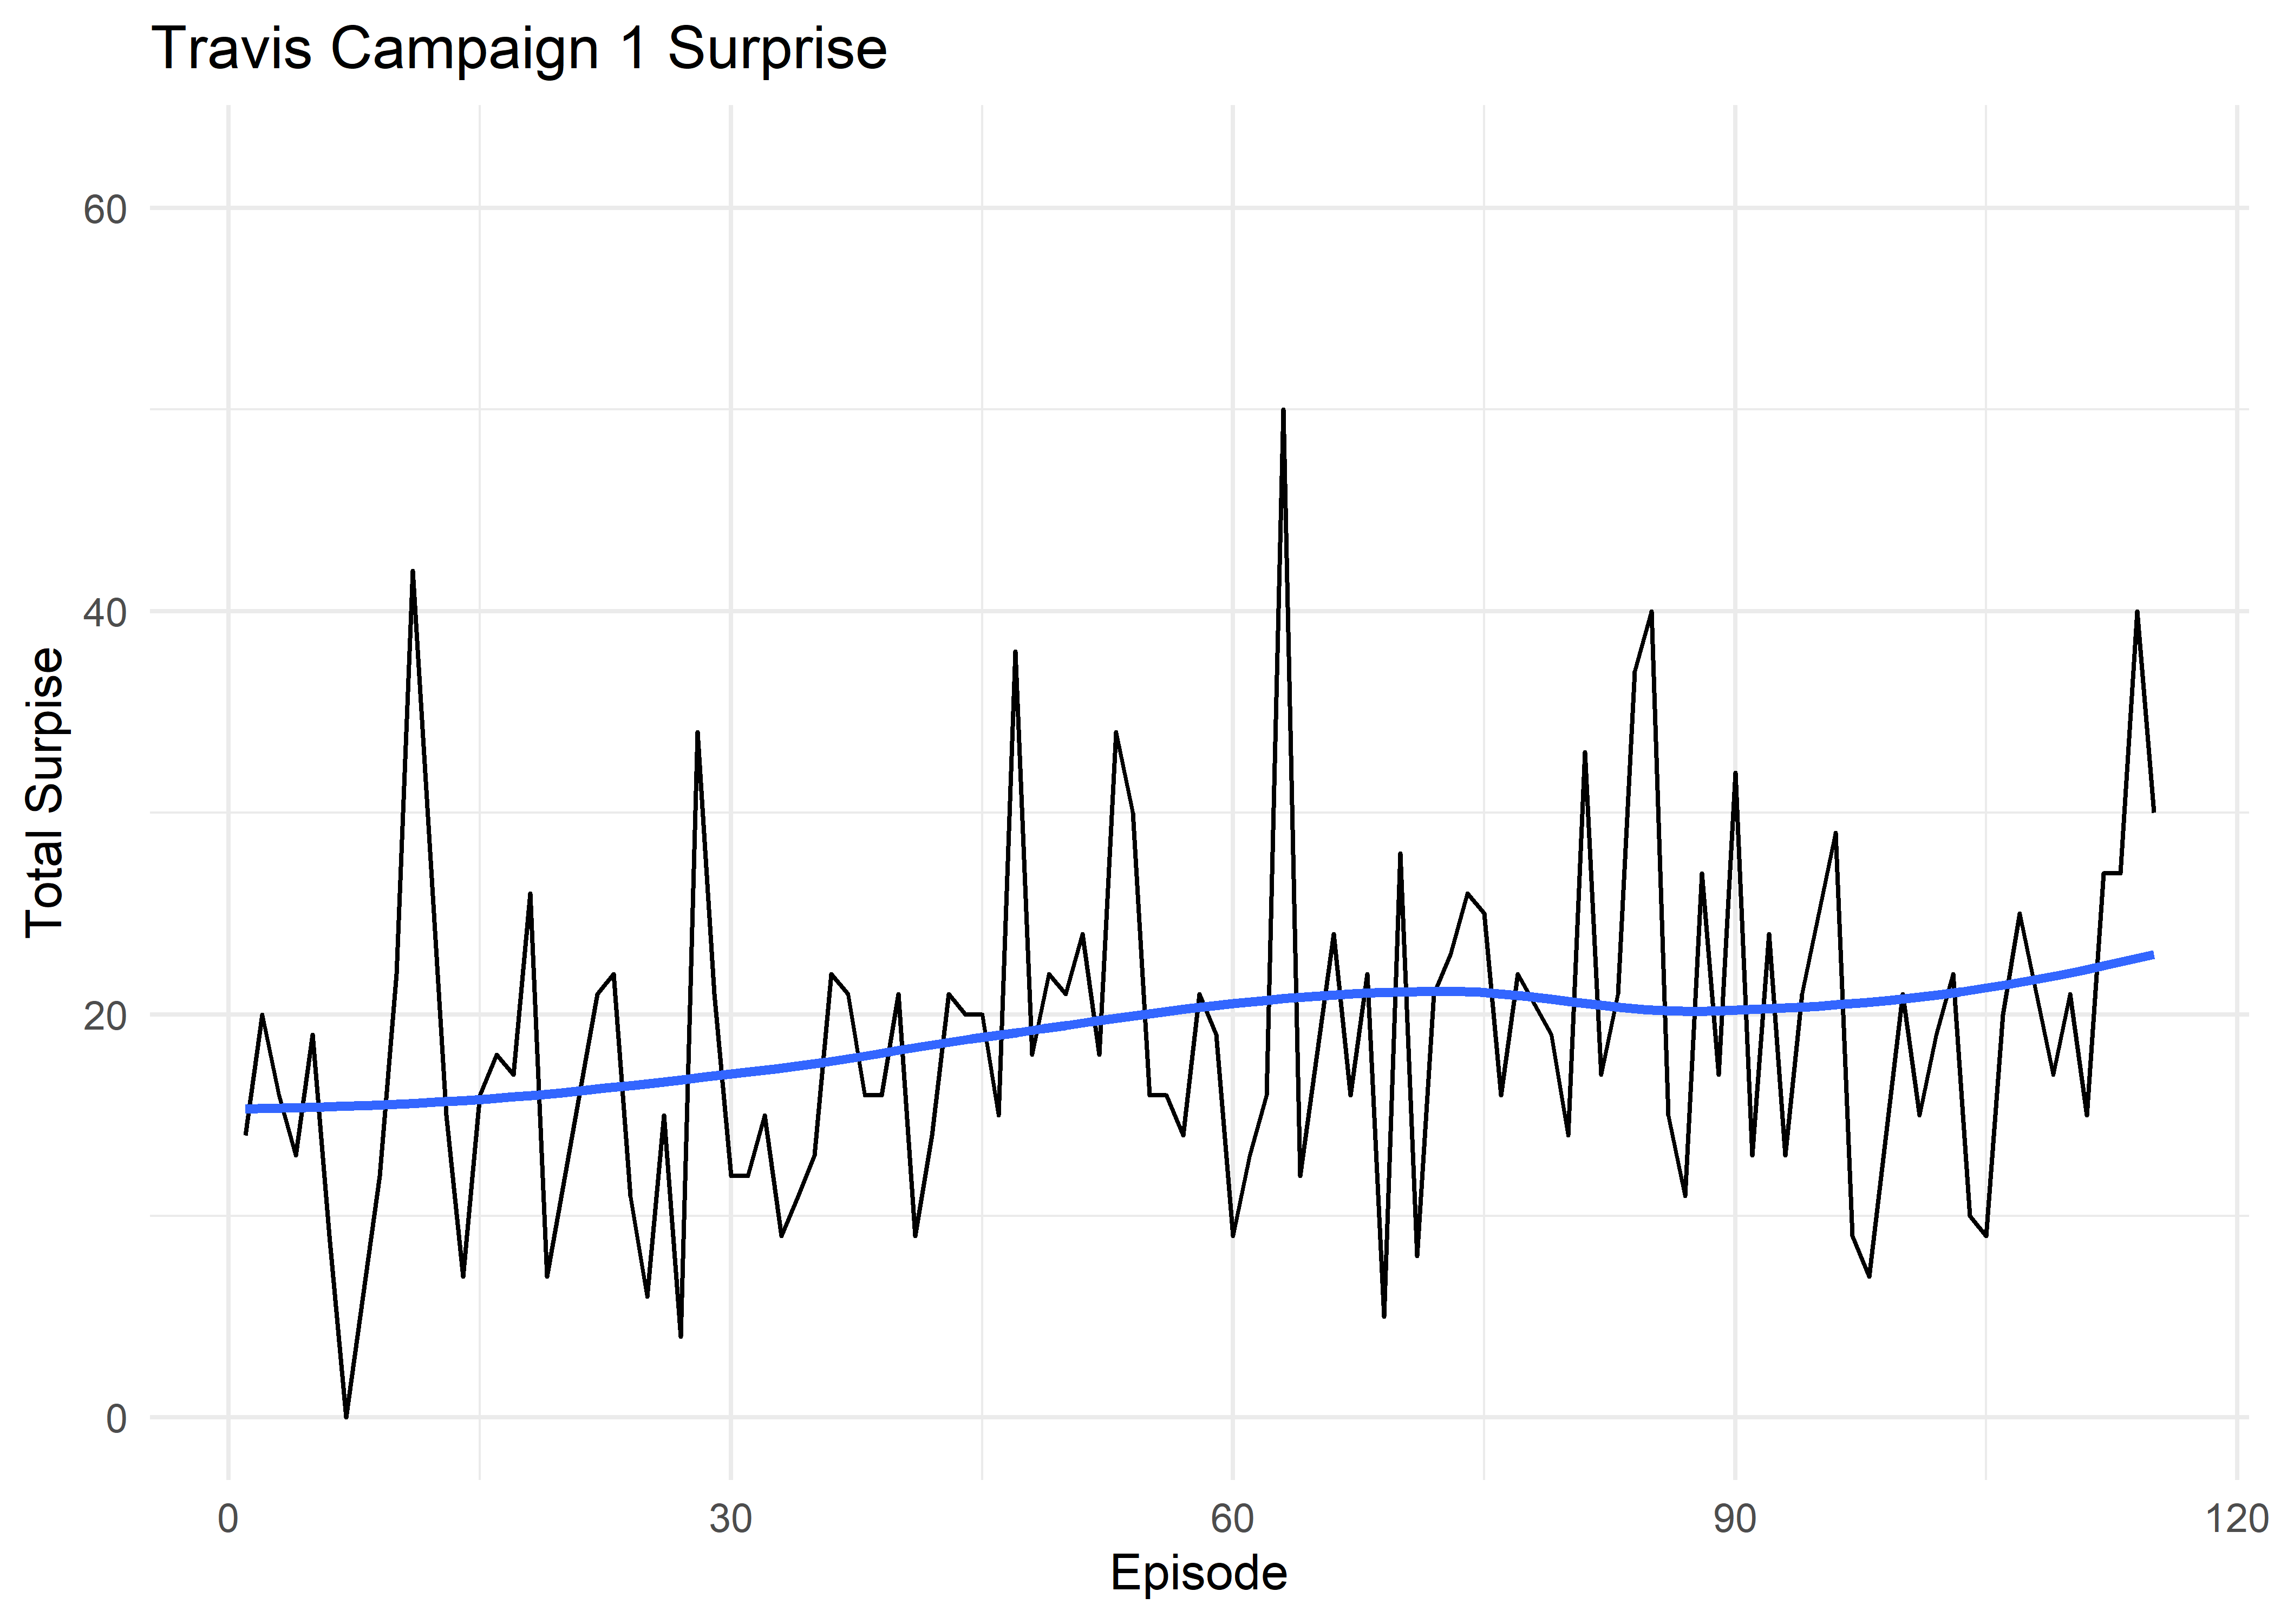 Travis Campaign 1 Surprise
Total Surpise
60
40
20
0
0 30 60 90 120
Episode